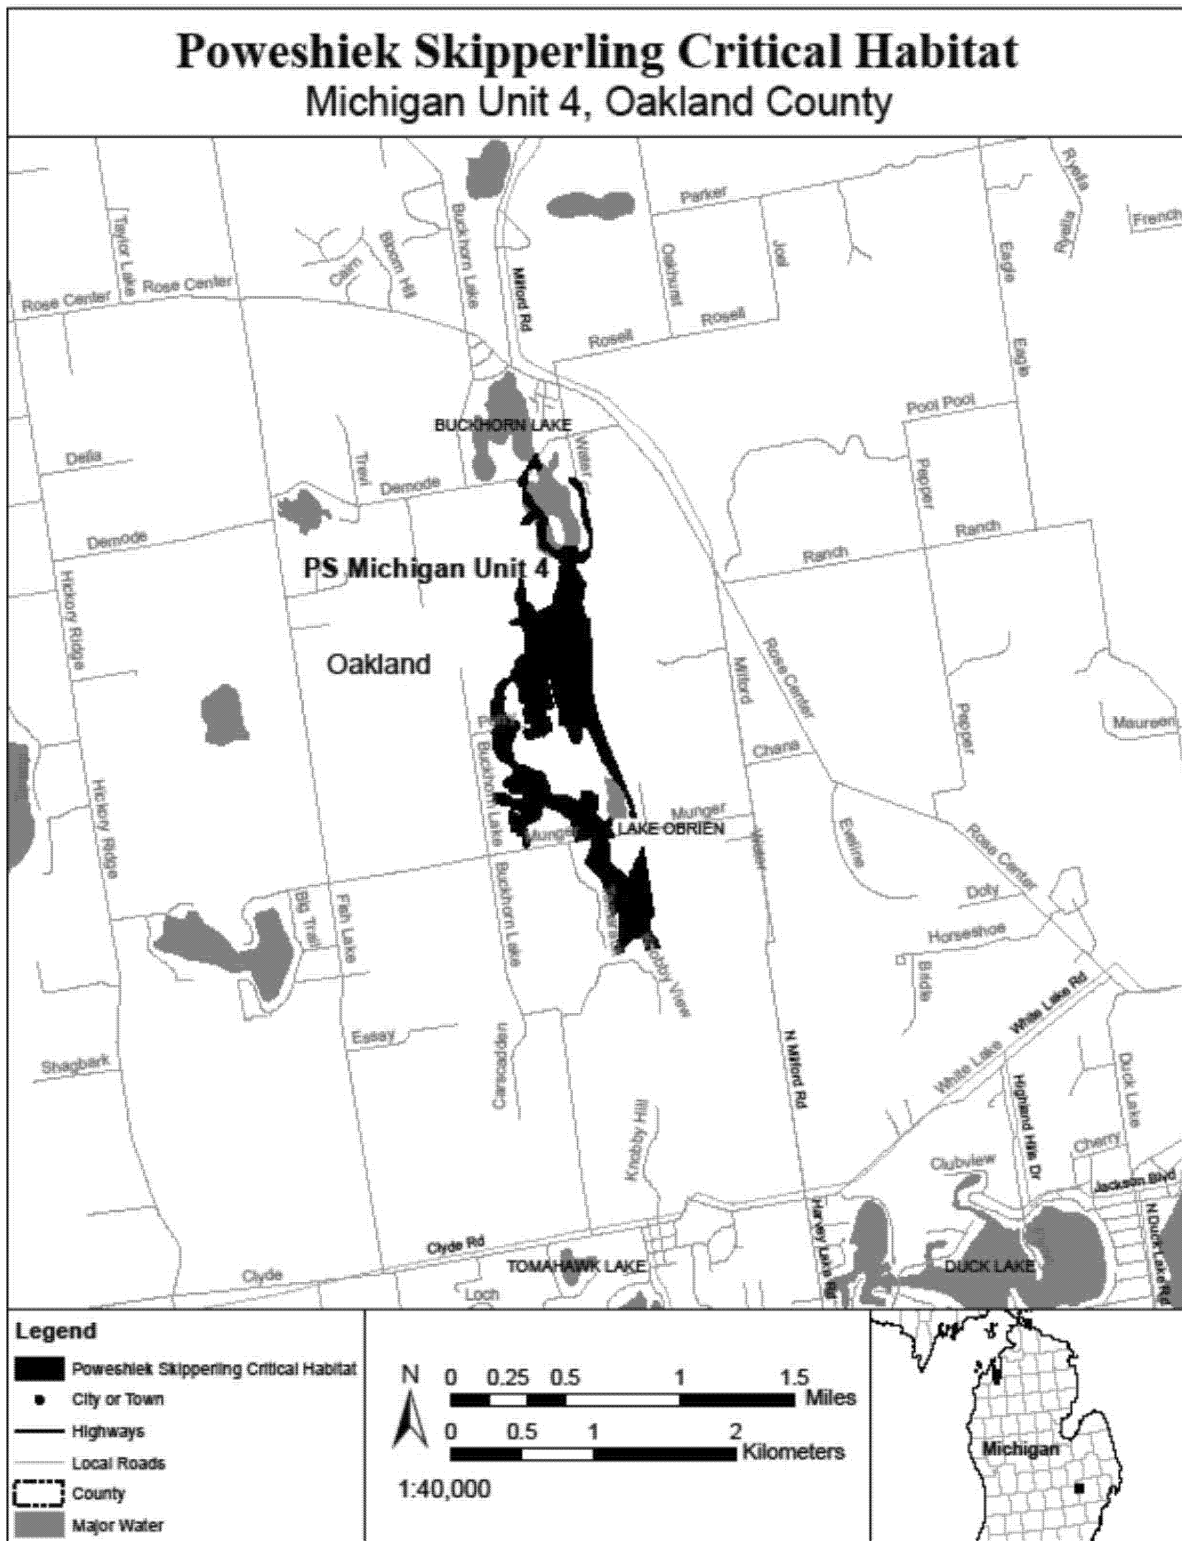 Poweshiek Skipperling Critical Habitat
Michigan Unit 4, Oakland County
Ryella
Parker
French
Taylor Lake
Buckhorn Lake
Bloom Hill
Cairn
Oakhurst
Joel
Ryella
Eagle
Rose Center
Rose Center
Milford Rd
Rosell
Rosell
Eagle
Pool Pool
BUCKHORN LAKE
Water
Della
Demode
Pepper
Ranch
Demode
Ranch
PS Michigan Unit 4
Hickory Ridge
Oakland
Milford
Rose Center
Pepper
Maureen
Buckhorn Lake
Chana
Hickory Ridge
Munger
Munger
LAKE OBRIEN
Water
Eveline
Rose Center
Buckhorn Lake
Big Trail
Fish Lake
Doly
Horseshoe
Bridle
Knobby View
White Lake Rd
Essay
Shagbark
Carscadden
N Milford Rd
White Lake
Highland Hills Dr
Duck Lake
Knobby Hill
Cherry
Clubview
Jackson Blvd
Clyde Rd
Harvey Lake Rd
N Duck Lake Rd
Clyde
TOMAHAWK LAKE
DUCK LAKE
Loch
Legend
Poweshiek Skipperling Critical Habitat
City or Town
Highways
Local Roads
County
Major Water
N
0 0.25 0.5 1 1.5
Miles
0 0.5 1 2
Kilometers
1:40,000
Michigan